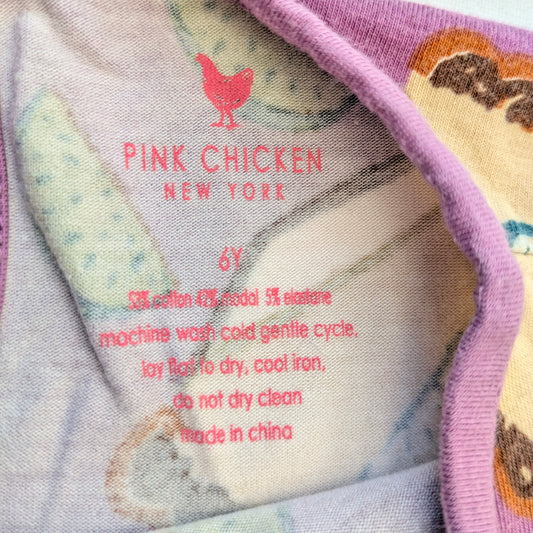 PINK CHICKEN
NEW YORK
6Y
53% cotton 42% modal 5% elastane
machine wash cold gentle cycle,
lay flat to dry, cool iron,
do not dry clean
made in china